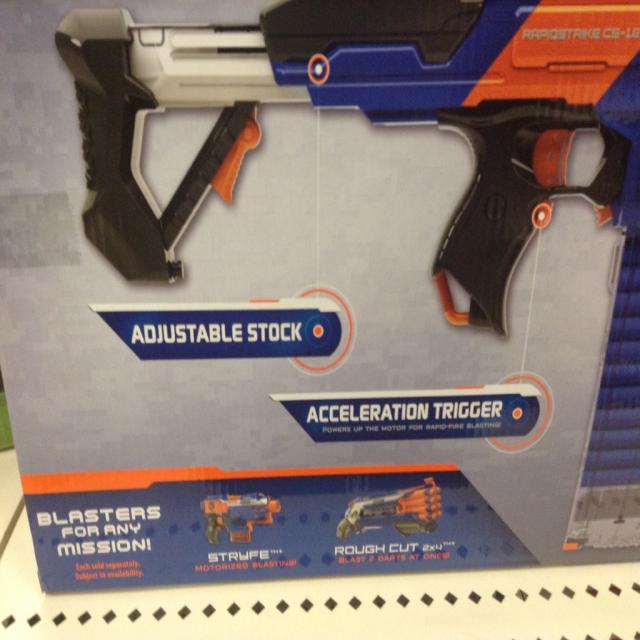 RAPIDSTRIKE CS-18
ADJUSTABLE STOCK
ACCELERATION TRIGGER
POWERS UP THE MOTOR FOR RAPID-FIRE BLASTING!
BLASTERS
FOR ANY
MISSION!
Each sold separately.
Subject to availability.
STRYFE™
MOTORIZED BLASTING!
ROUGH CUT 2x4™
BLAST 2 DARTS AT ONCE!